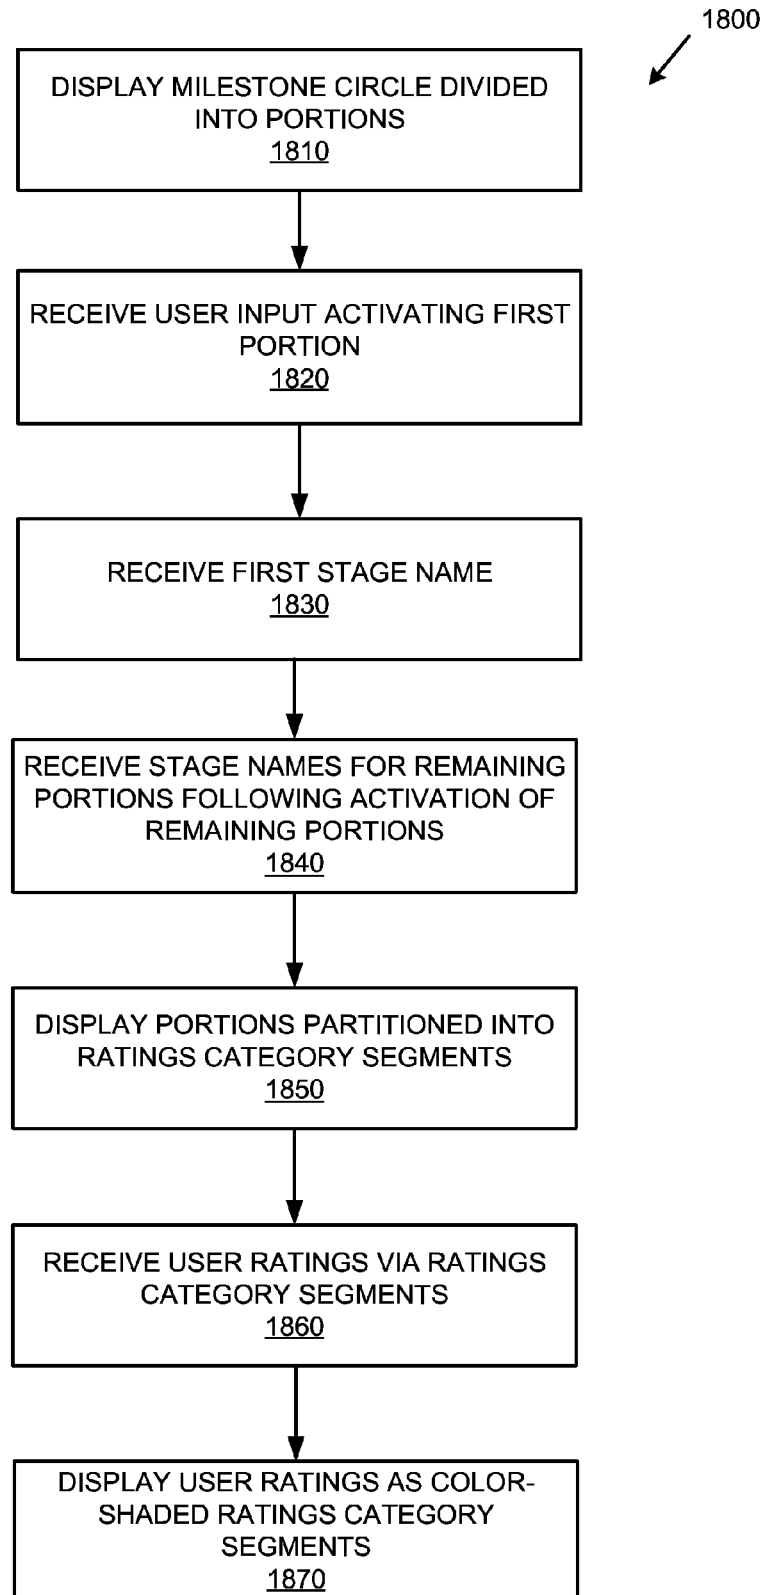 1800
DISPLAY MILESTONE CIRCLE DIVIDED
INTO PORTIONS
1810
RECEIVE USER INPUT ACTIVATING FIRST
PORTION
1820
RECEIVE FIRST STAGE NAME
1830
RECEIVE STAGE NAMES FOR REMAINING
PORTIONS FOLLOWING ACTIVATION OF
REMAINING PORTIONS
1840
DISPLAY PORTIONS PARTITIONED INTO
RATINGS CATEGORY SEGMENTS
1850
RECEIVE USER RATINGS VIA RATINGS
CATEGORY SEGMENTS
1860
DISPLAY USER RATINGS AS COLOR-
SHADED RATINGS CATEGORY
SEGMENTS
1870